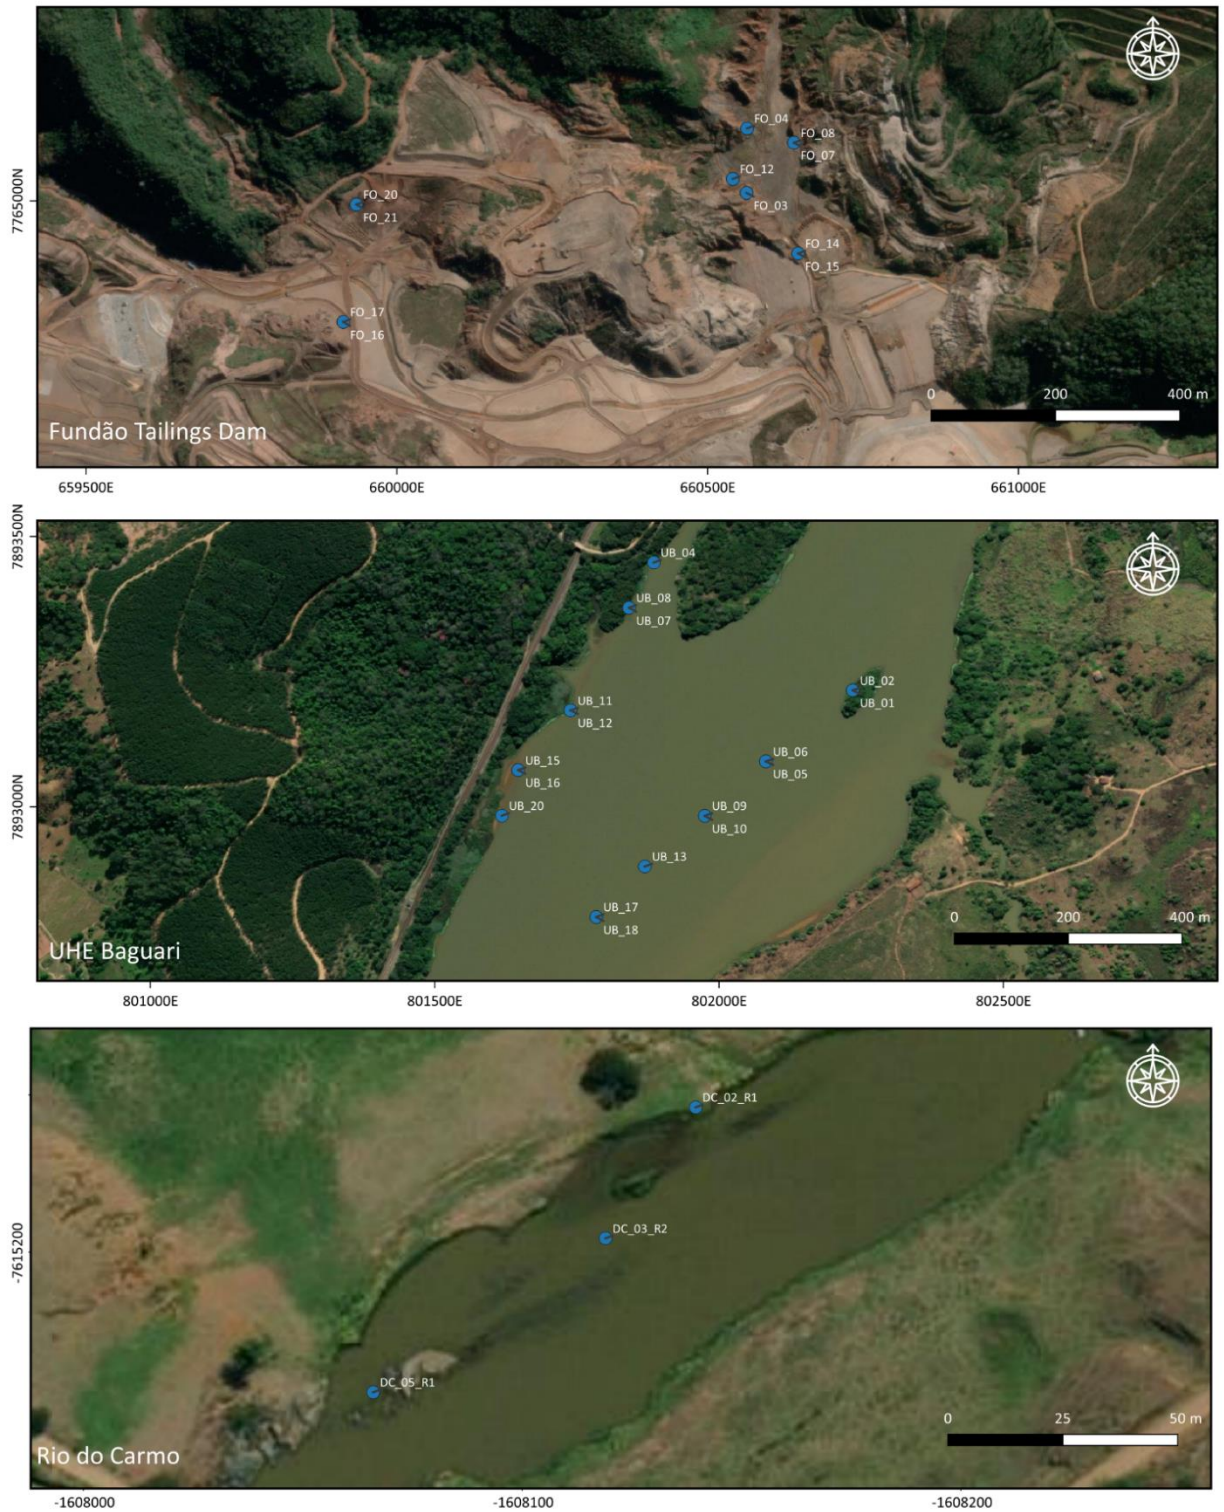 FO_04
FO_08
FO_07
FO_12
FO_03
FO_20
FO_21
FO_14
FO_15
FO_17
FO_16
7765000N
0 200 400 m
Fundão Tailings Dam
659500E 660000E 660500E 661000E
7893500N
UB_04
UB_08
UB_07
UB_02
UB_01
UB_11
UB_12
UB_06
UB_05
UB_15
UB_16
7893000N
UB_20
UB_09
UB_10
UB_13
UB_17
UB_18
0 200 400 m
UHE Baguari
801000E 801500E 802000E 802500E
DC_02_R1
DC_03_R2
-7615200
DC_05_R1
0 25 50 m
Rio do Carmo
-1608000 -1608100 -1608200